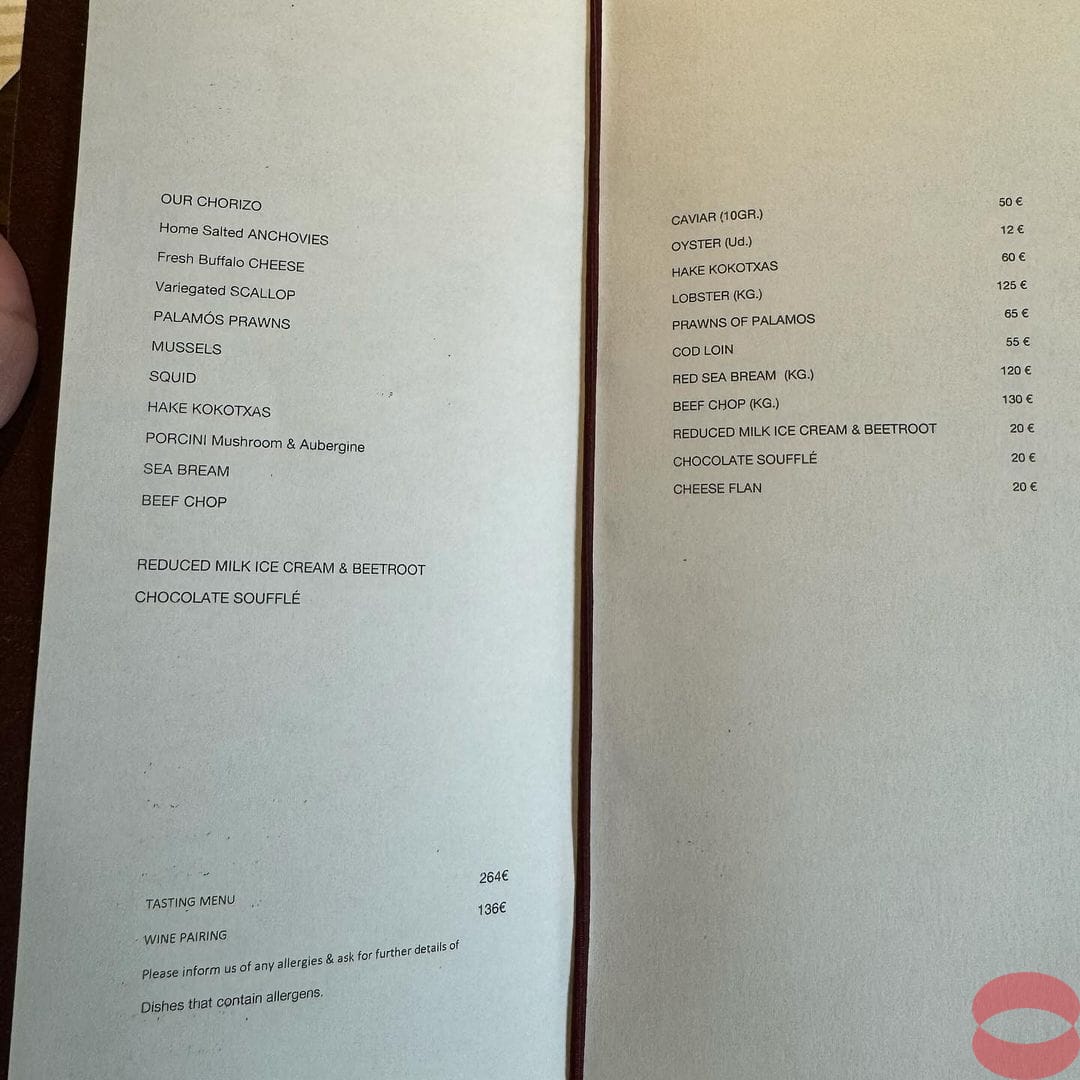 OUR CHORIZO
Home Salted ANCHOVIES
Fresh Buffalo CHEESE
Variegated SCALLOP
PALAMÓS PRAWNS
MUSSELS
SQUID
HAKE KOKOTXAS
PORCINI Mushroom & Aubergine
SEA BREAM
BEEF CHOP
REDUCED MILK ICE CREAM & BEETROOT
CHOCOLATE SOUFFLÉ
TASTING MENU 264€
WINE PAIRING 136€
Please inform us of any allergies & ask for further details of
Dishes that contain allergens.
CAVIAR (10GR.) 50 €
OYSTER (Ud.) 12 €
HAKE KOKOTXAS 60 €
LOBSTER (KG.) 125 €
PRAWNS OF PALAMOS 65 €
COD LOIN 55 €
RED SEA BREAM (KG.) 120 €
BEEF CHOP (KG.) 130 €
REDUCED MILK ICE CREAM & BEETROOT 20 €
CHOCOLATE SOUFFLÉ 20 €
CHEESE FLAN 20 €